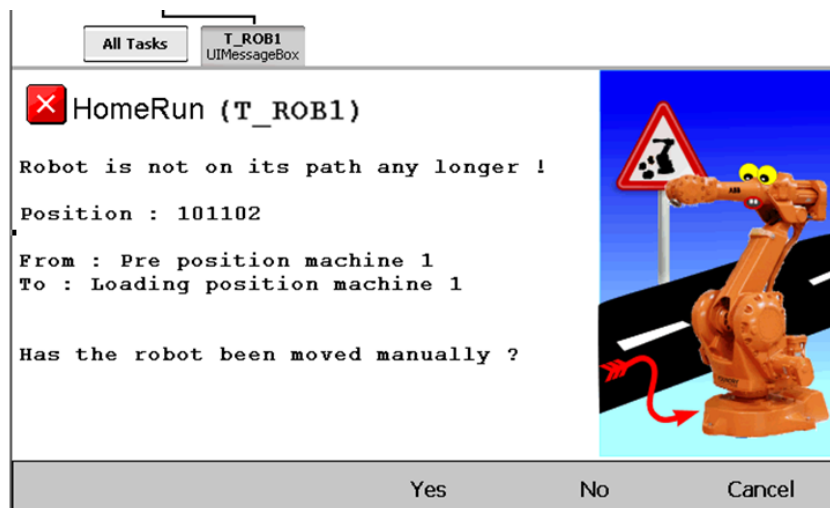 All Tasks
T_ROB1
UIMessageBox
HomeRun (T_ROB1)
Robot is not on its path any longer !
Position : 101102
From : Pre position machine 1
To : Loading position machine 1
Has the robot been moved manually ?
ABB
Yes No Cancel